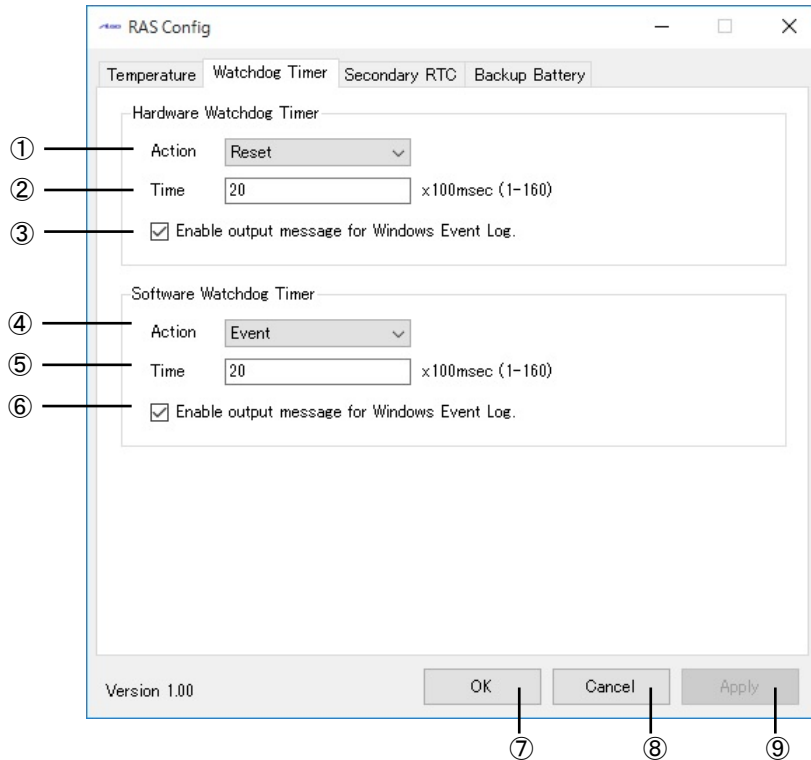 RAS Config
Temperature Watchdog Timer Secondary RTC Backup Battery
Hardware Watchdog Timer
① Action Reset
② Time 20 x100msec (1-160)
③ Enable output message for Windows Event Log.
Software Watchdog Timer
④ Action Event
⑤ Time 20 x100msec (1-160)
⑥ Enable output message for Windows Event Log.
Version 1.00 OK Cancel Apply
⑦ ⑧ ⑨